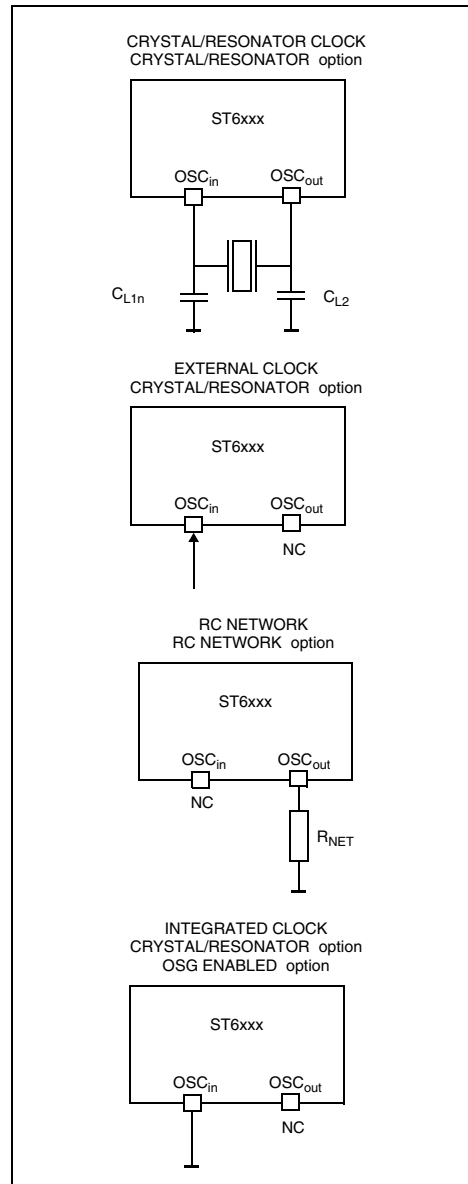 CRYSTAL/RESONATOR CLOCK
CRYSTAL/RESONATOR option
ST6xxx
OSCin OSCout
CL1n CL2
EXTERNAL CLOCK
CRYSTAL/RESONATOR option
ST6xxx
OSCin OSCout
NC
RC NETWORK
RC NETWORK option
ST6xxx
OSCin OSCout
NC
RNET
INTEGRATED CLOCK
CRYSTAL/RESONATOR option
OSG ENABLED option
ST6xxx
OSCin OSCout
NC